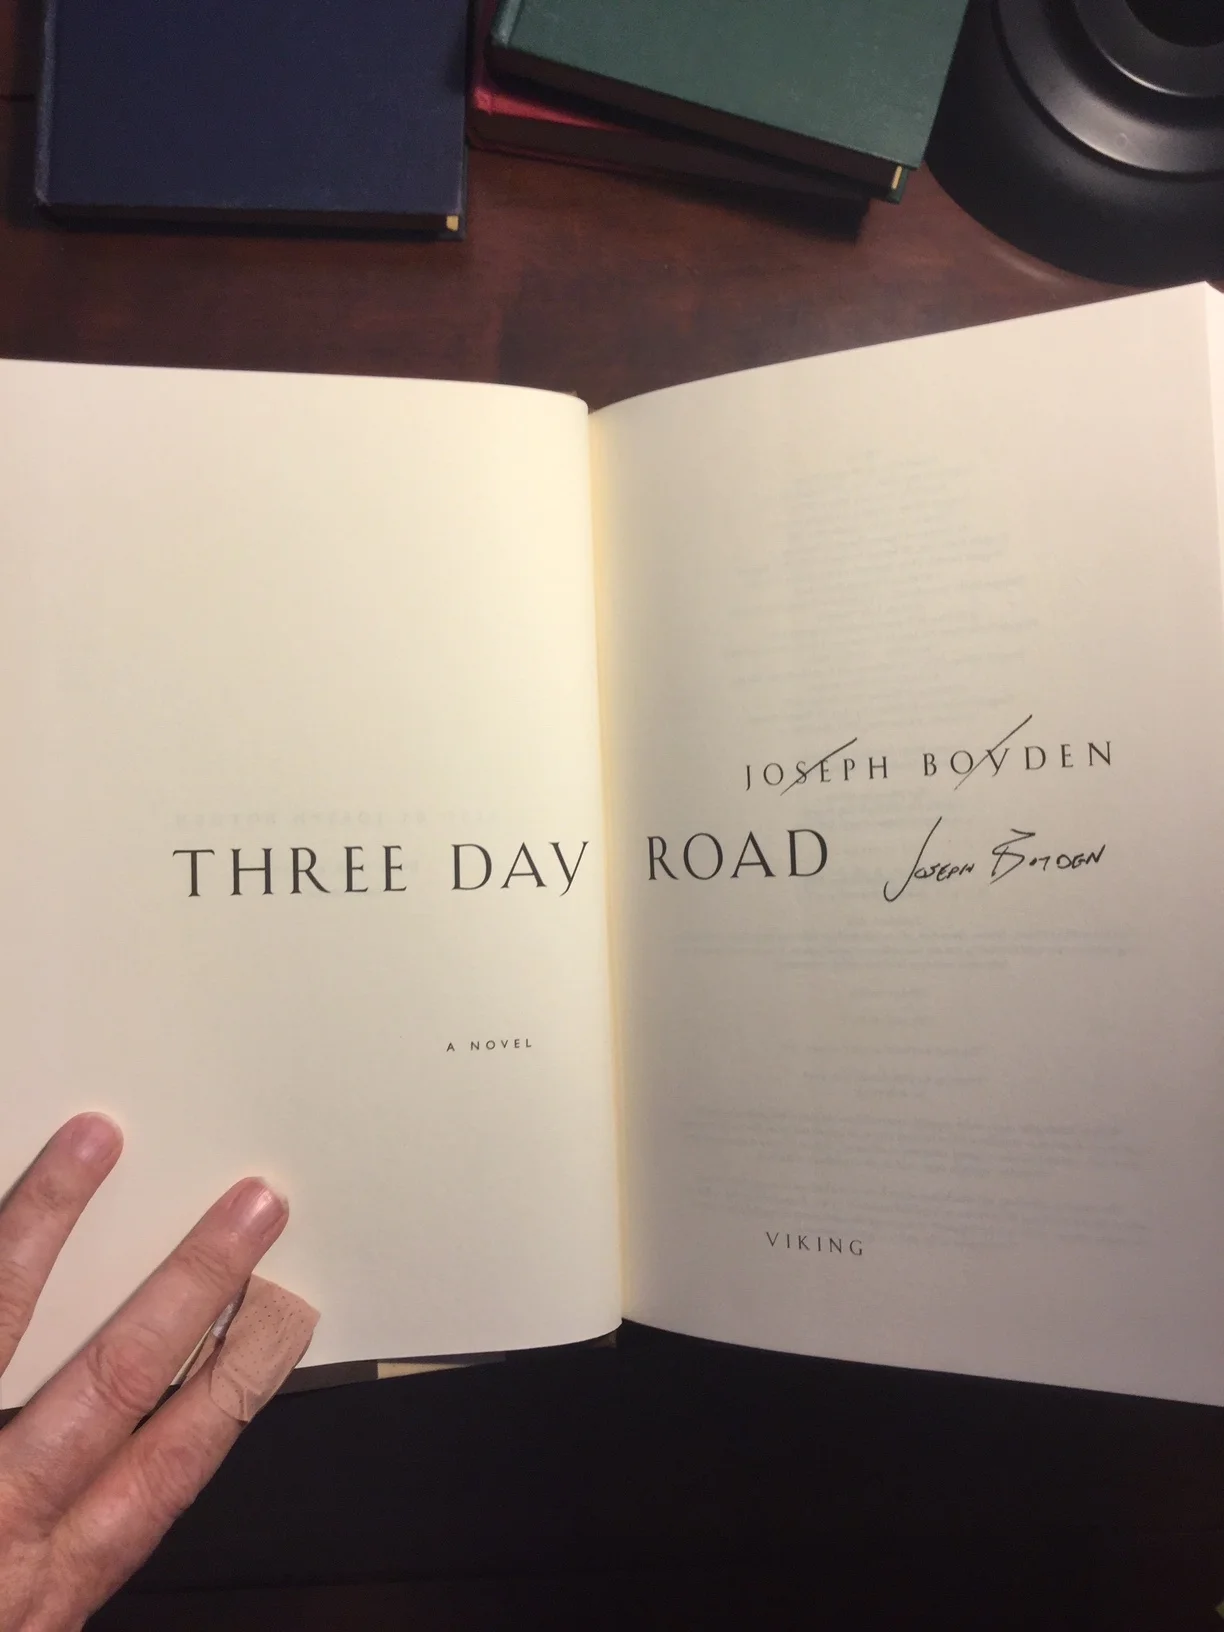 JOSEPH BOYDEN
THREE DAY ROAD
JOSEPH BOYDEN
A NOVEL
VIKING